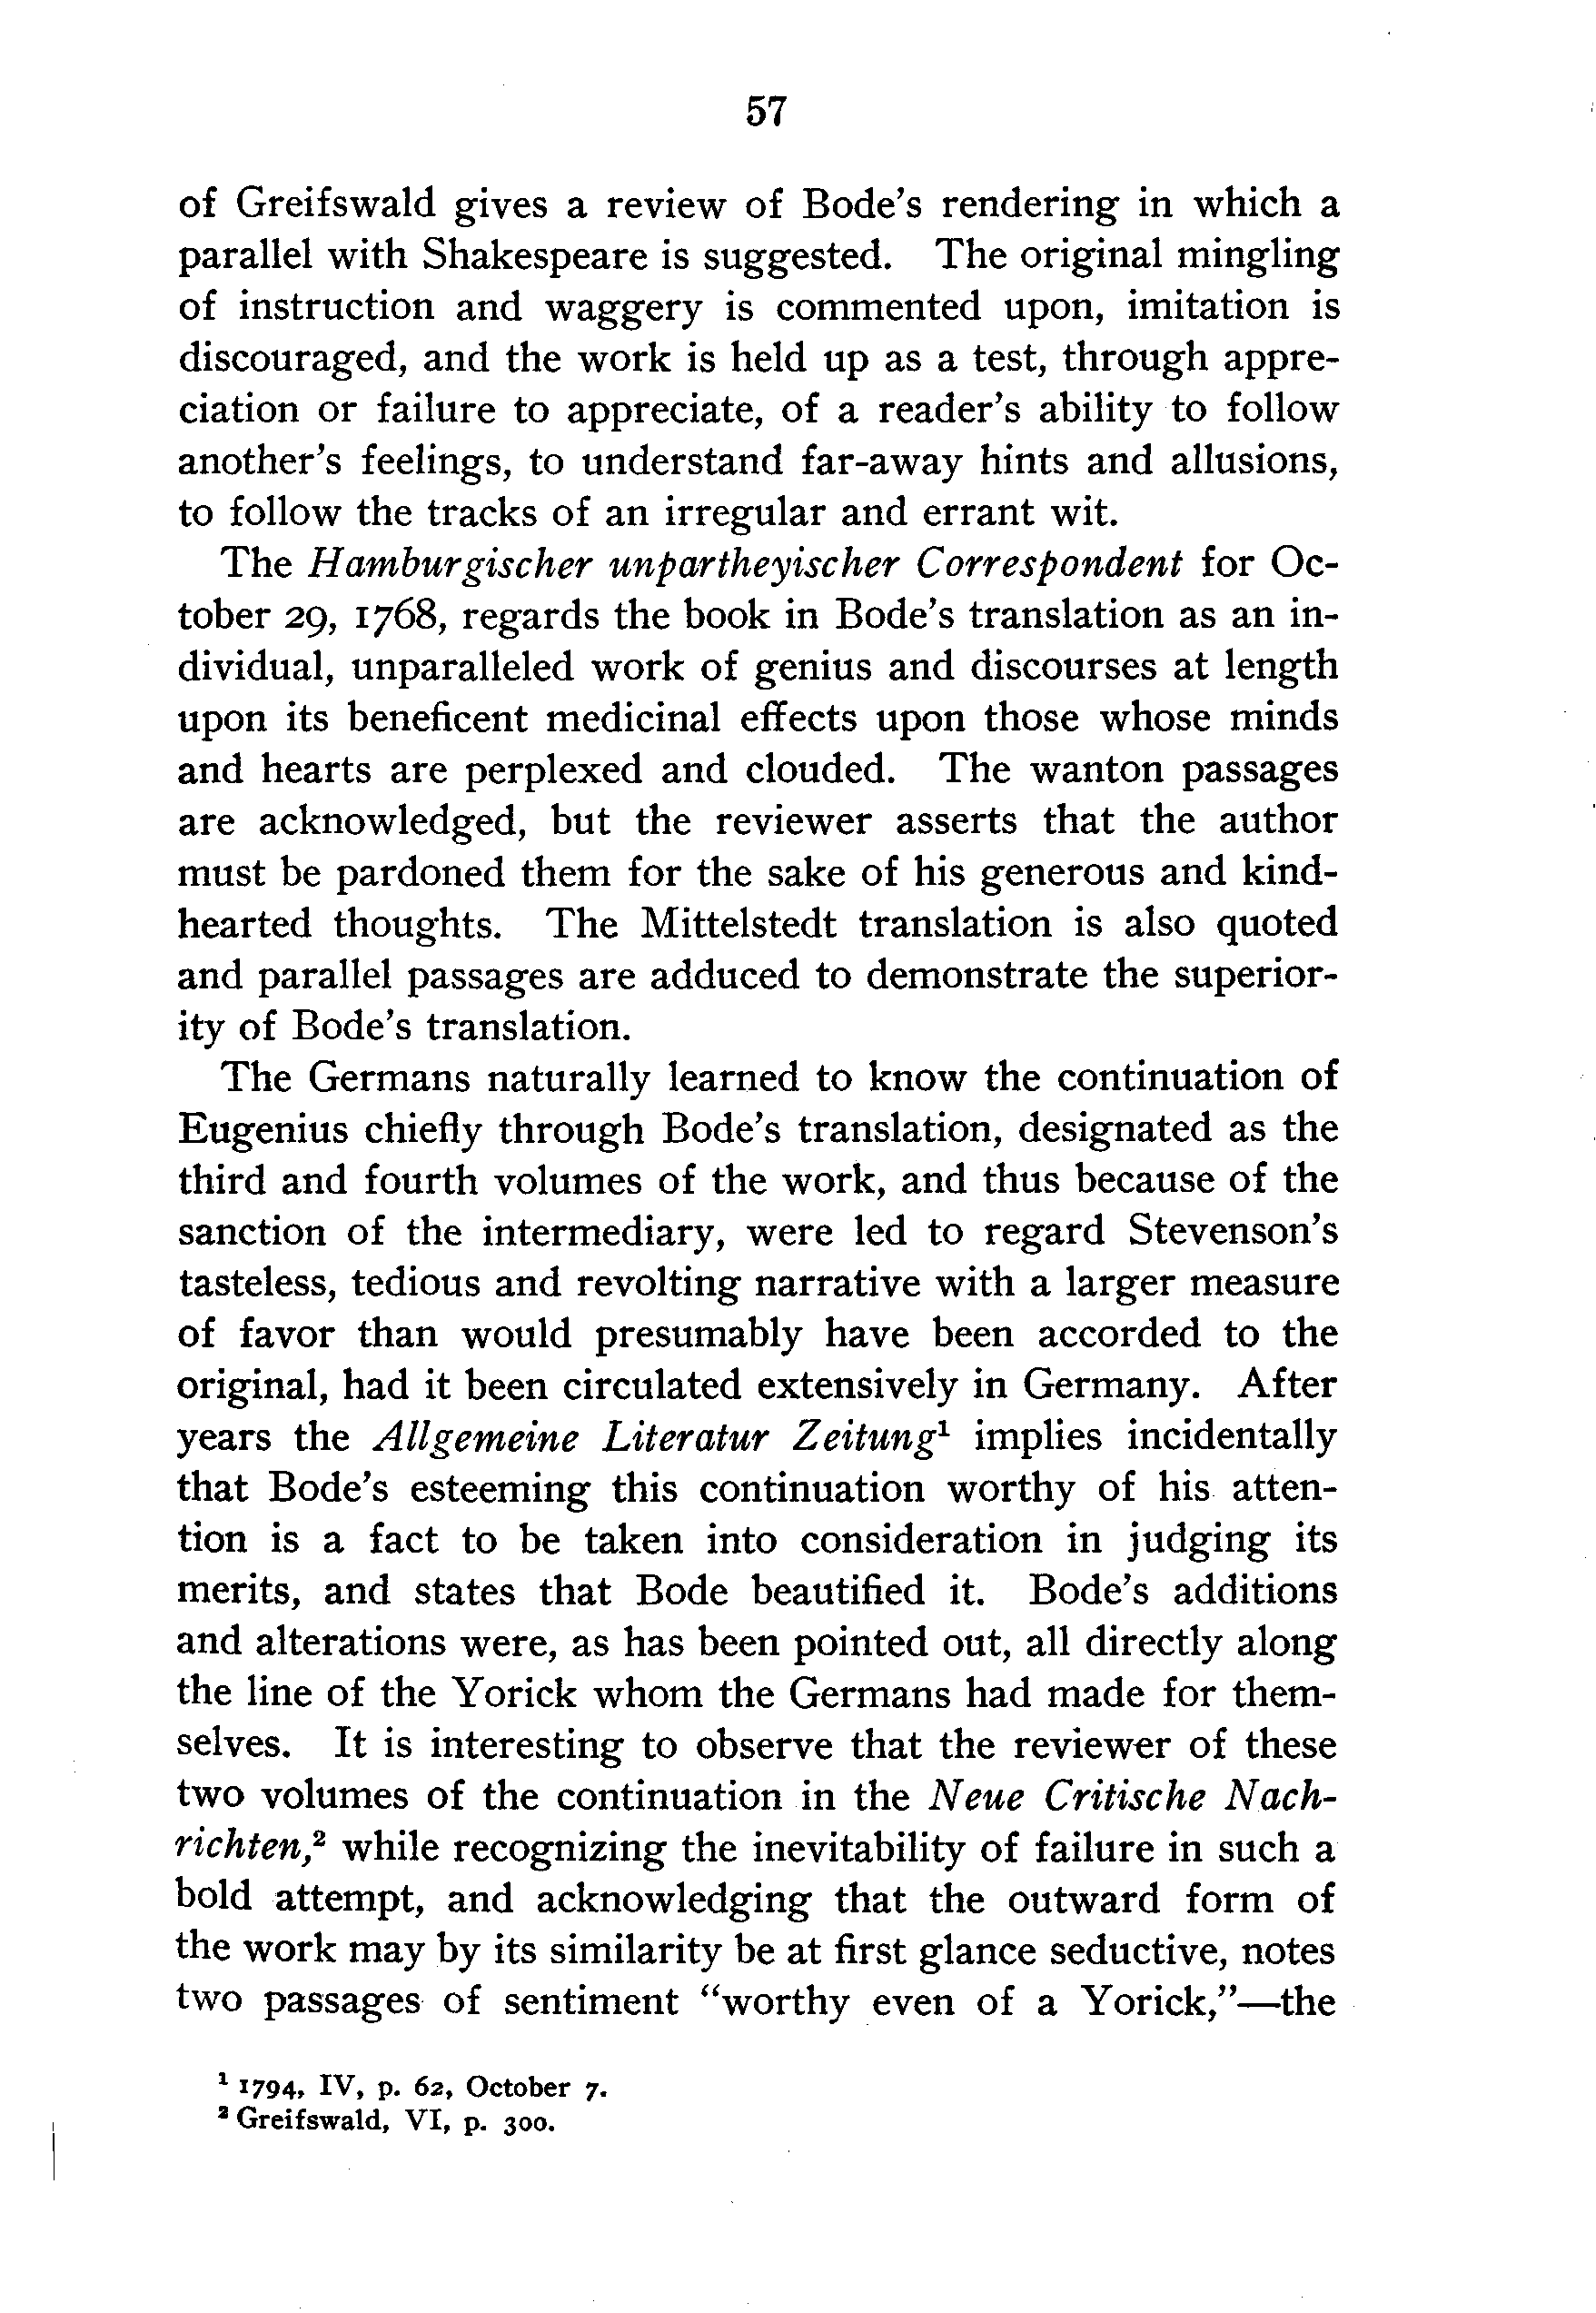 57
of Greifswald gives a review of Bode's rendering in which a
parallel with Shakespeare is suggested. The original mingling
of instruction and waggery is commented upon, imitation is
discouraged, and the work is held up as a test, through appre-
ciation or failure to appreciate, of a reader's ability to follow
another's feelings, to understand far-away hints and allusions,
to follow the tracks of an irregular and errant wit.
The Hamburgischer unpartheyischer Correspondent for Oc-
tober 29, 1768, regards the book in Bode's translation as an in-
dividual, unparalleled work of genius and discourses at length
upon its beneficent medicinal effects upon those whose minds
and hearts are perplexed and clouded. The wanton passages
are acknowledged, but the reviewer asserts that the author
must be pardoned them for the sake of his generous and kind-
hearted thoughts. The Mittelstedt translation is also quoted
and parallel passages are adduced to demonstrate the superior-
ity of Bode's translation.
The Germans naturally learned to know the continuation of
Eugenius chiefly through Bode's translation, designated as the
third and fourth volumes of the work, and thus because of the
sanction of the intermediary, were led to regard Stevenson's
tasteless, tedious and revolting narrative with a larger measure
of favor than would presumably have been accorded to the
original, had it been circulated extensively in Germany. After
years the Allgemeine Literatur Zeitung¹ implies incidentally
that Bode's esteeming this continuation worthy of his atten-
tion is a fact to be taken into consideration in judging its
merits, and states that Bode beautified it. Bode's additions
and alterations were, as has been pointed out, all directly along
the line of the Yorick whom the Germans had made for them-
selves. It is interesting to observe that the reviewer of these
two volumes of the continuation in the Neue Critische Nach-
richten,² while recognizing the inevitability of failure in such a
bold attempt, and acknowledging that the outward form of
the work may by its similarity be at first glance seductive, notes
two passages of sentiment "worthy even of a Yorick,"—the
¹ 1794, IV, p. 62, October 7.
² Greifswald, VI, p. 300.